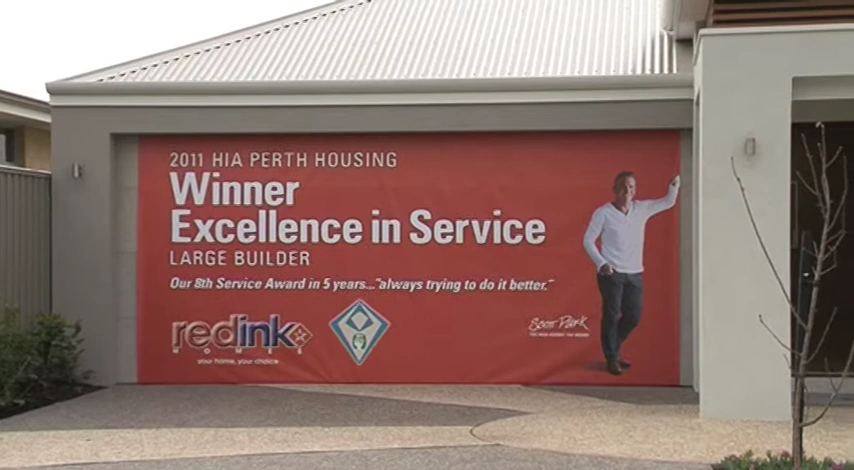 2011 HIA PERTH HOUSING
Winner
Excellence in Service
LARGE BUILDER
Our 8th Service Award in 5 years..."always trying to do it better."
redink
HOMES
your home, your choice
Scott Park